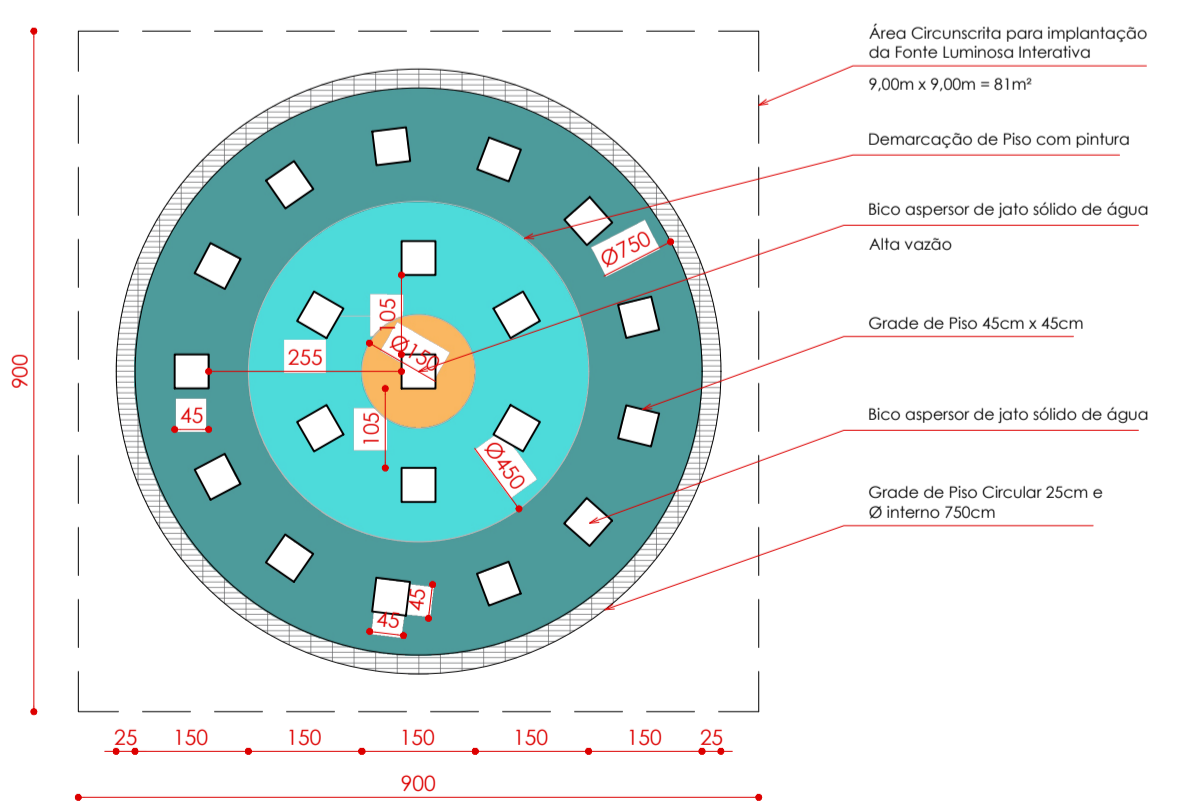 Área Circunscrita para implantação
da Fonte Luminosa Interativa
9,00m x 9,00m = 81m²
Demarcação de Piso com pintura
Bico aspersor de jato sólido de água
Alta vazão
Grade de Piso 45cm x 45cm
Bico aspersor de jato sólido de água
Grade de Piso Circular 25cm e
Ø interno 750cm
900
Ø750
105
Ø150
255
45
105
Ø450
45
45
25 150 150 150 150 150 25
900